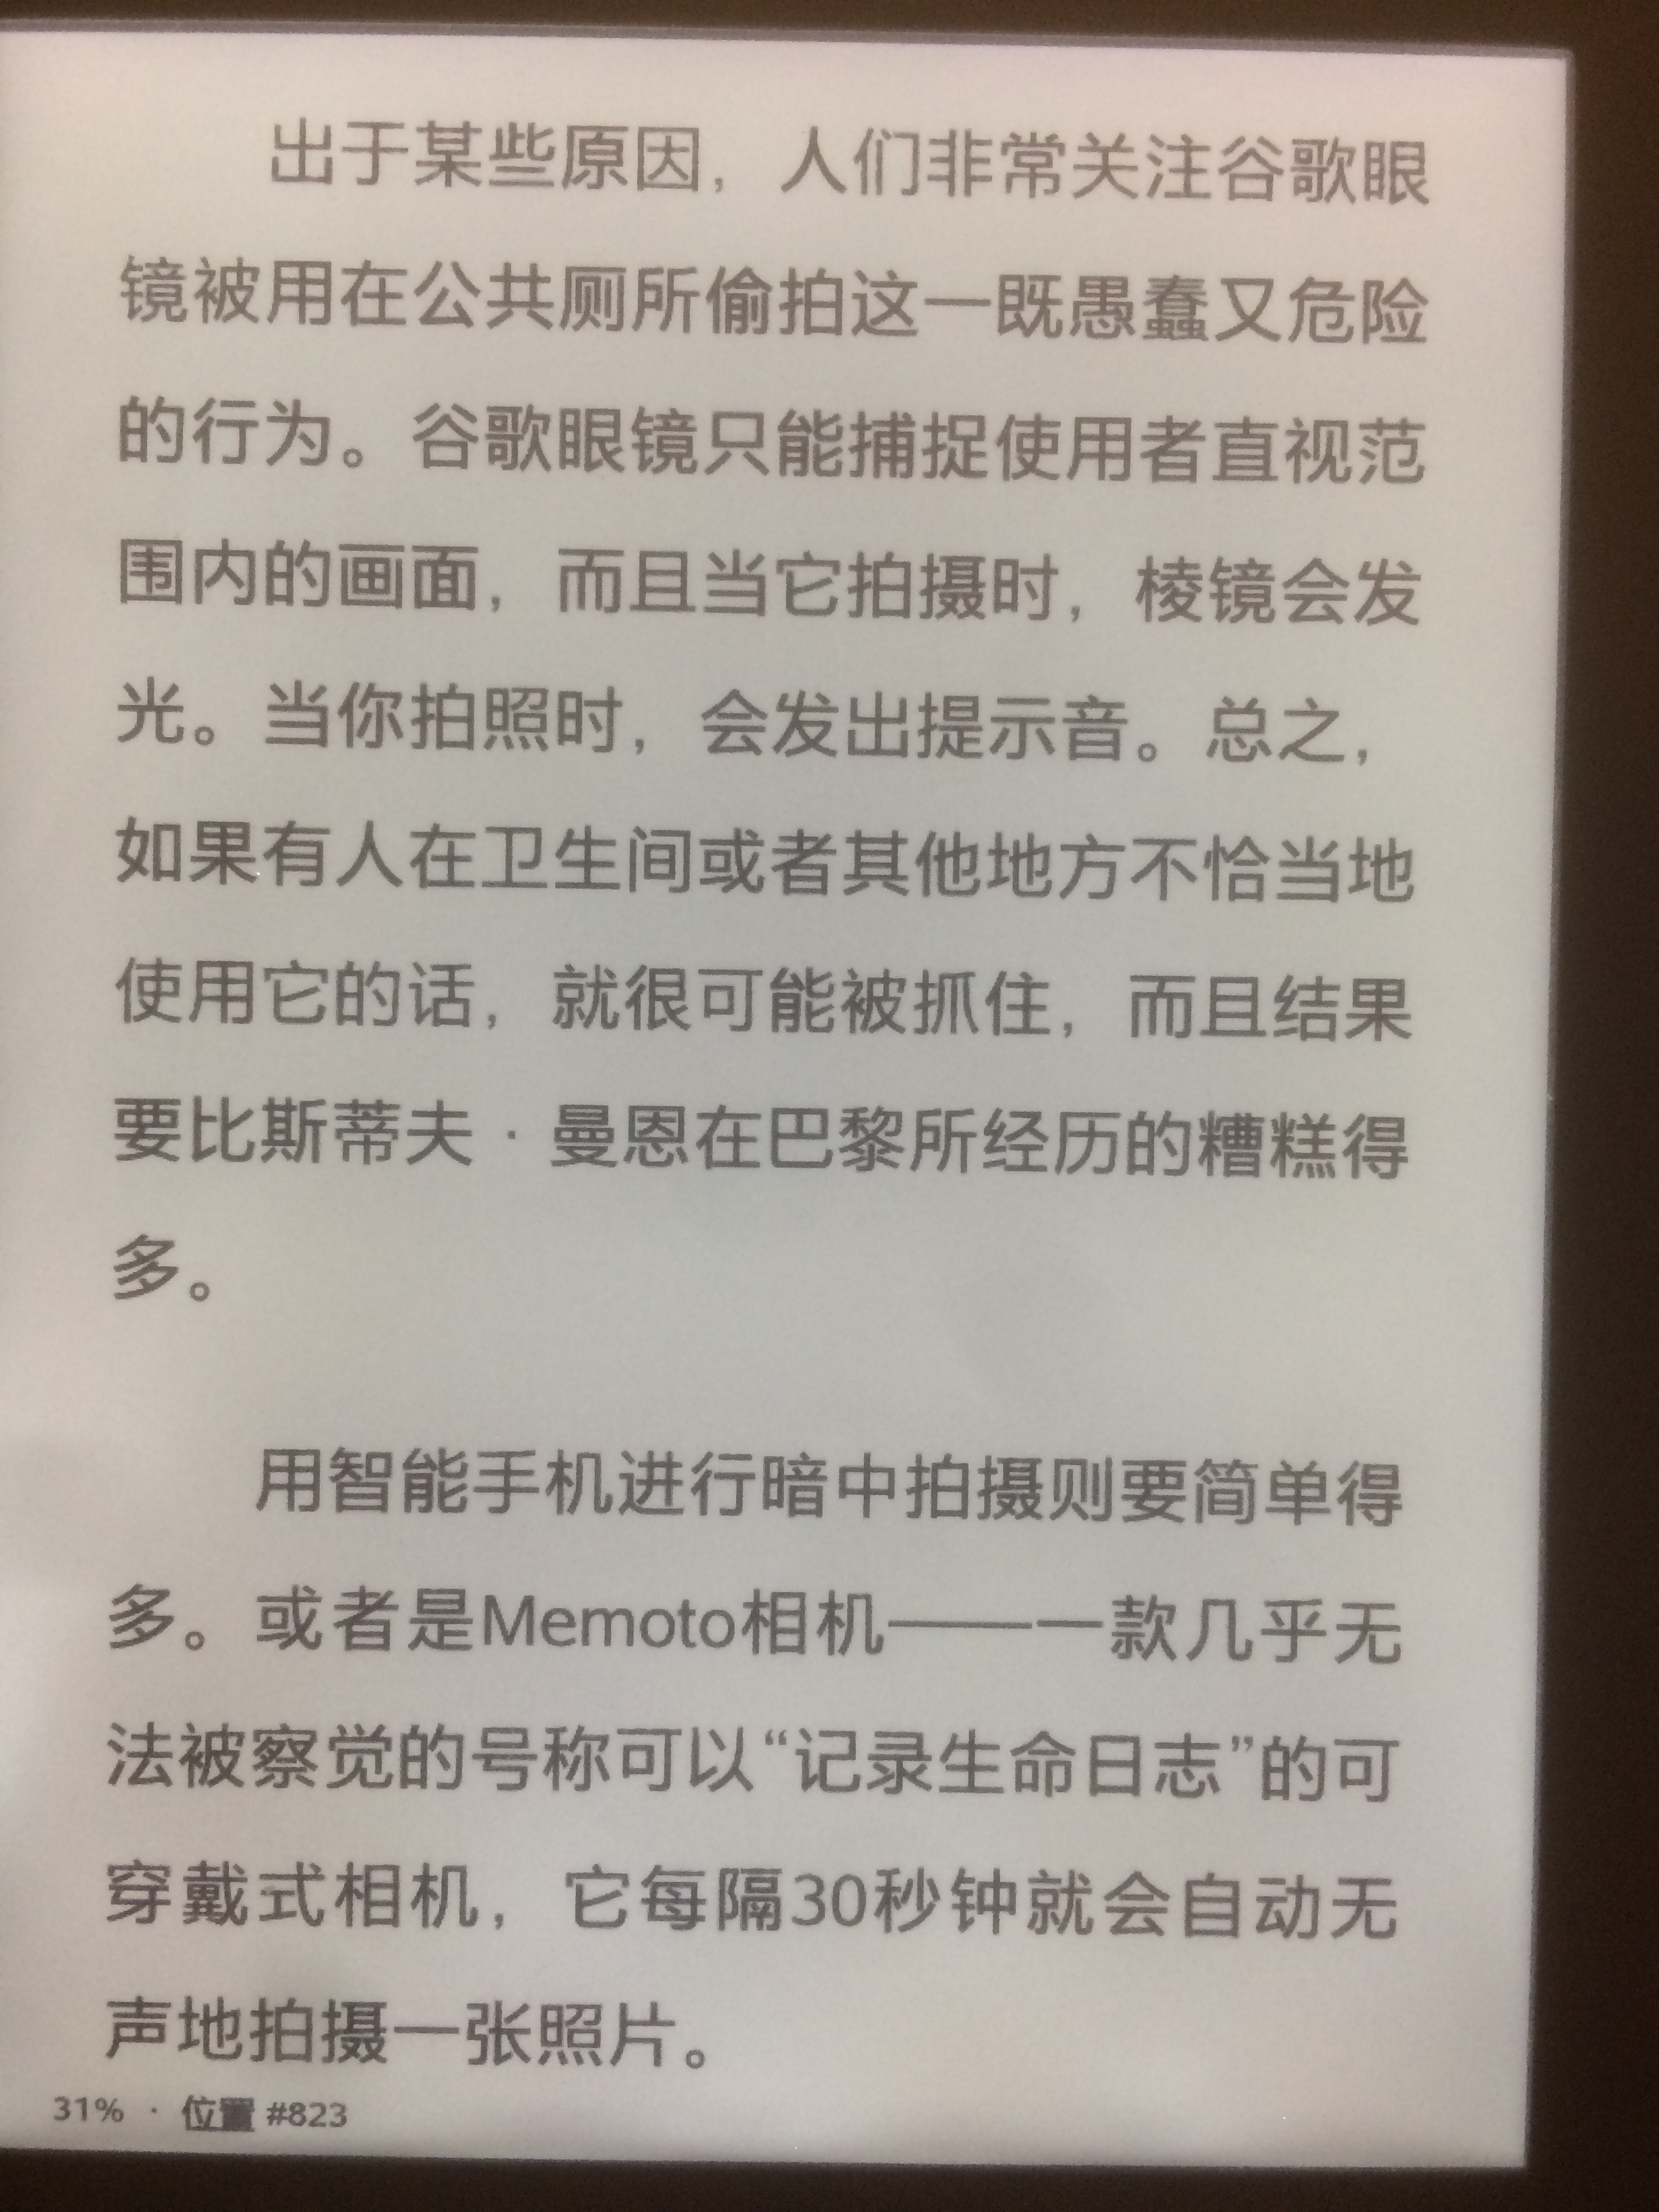 出于某些原因，人们非常关注谷歌眼
镜被用在公共厕所偷拍这一既愚蠢又危险
的行为。谷歌眼镜只能捕捉使用者直视范
围内的画面，而且当它拍摄时，棱镜会发
光。当你拍照时，会发出提示音。总之，
如果有人在卫生间或者其他地方不恰当地
使用它的话，就很可能被抓住，而且结果
要比斯蒂夫·曼恩在巴黎所经历的糟糕得
多。
用智能手机进行暗中拍摄则要简单得
多。或者是Memoto相机——一款几乎无
法被察觉的号称可以“记录生命日志”的可
穿戴式相机，它每隔30秒钟就会自动无
声地拍摄一张照片。
31% · 位置 #823